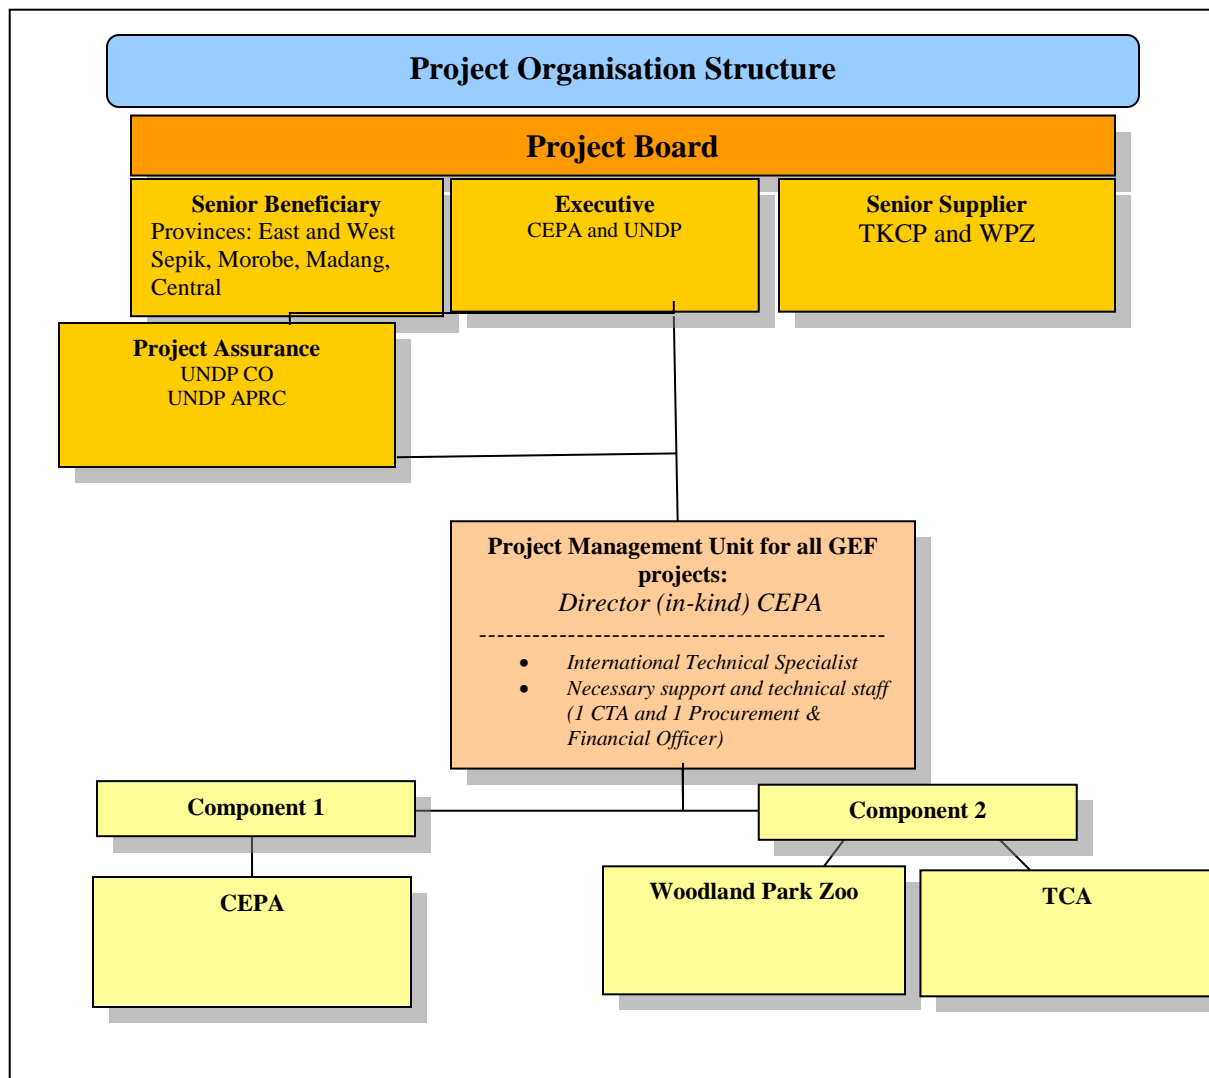 Project Organisation Structure
Project Board
Senior Beneficiary
Provinces: East and West
Sepik, Morobe, Madang,
Central
Executive
CEPA and UNDP
Senior Supplier
TKCP and WPZ
Project Assurance
UNDP CO
UNDP APRC
Project Management Unit for all GEF
projects:
Director (in-kind) CEPA
----------------------------------------------
• International Technical Specialist
• Necessary support and technical staff
(1 CTA and 1 Procurement &
Financial Officer)
Component 1
Component 2
CEPA
Woodland Park Zoo
TCA